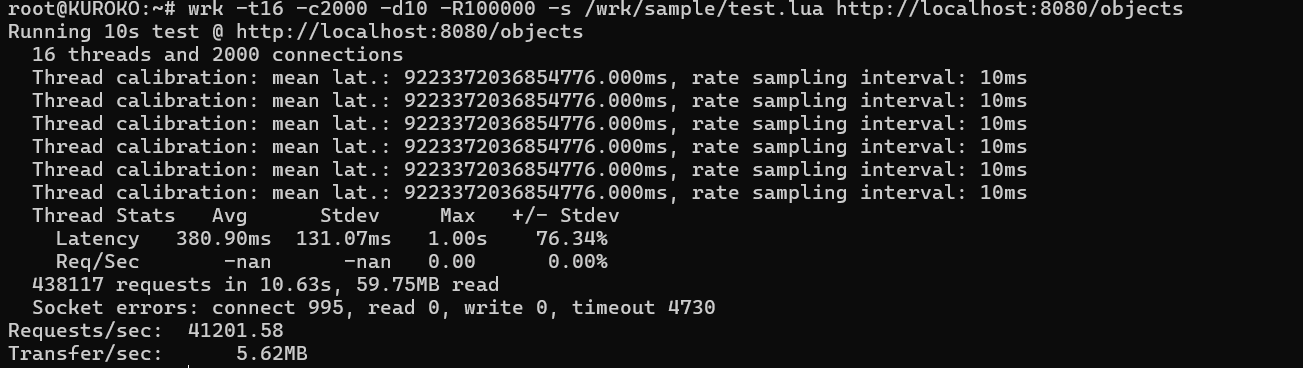 root@KUROKO:~# wrk -t16 -c2000 -d10 -R100000 -s /wrk/sample/test.lua http://localhost:8080/objects
Running 10s test @ http://localhost:8080/objects
  16 threads and 2000 connections
  Thread calibration: mean lat.: 9223372036854776.000ms, rate sampling interval: 10ms
  Thread calibration: mean lat.: 9223372036854776.000ms, rate sampling interval: 10ms
  Thread calibration: mean lat.: 9223372036854776.000ms, rate sampling interval: 10ms
  Thread calibration: mean lat.: 9223372036854776.000ms, rate sampling interval: 10ms
  Thread calibration: mean lat.: 9223372036854776.000ms, rate sampling interval: 10ms
  Thread calibration: mean lat.: 9223372036854776.000ms, rate sampling interval: 10ms
  Thread Stats   Avg      Stdev     Max   +/- Stdev
    Latency   380.90ms  131.07ms   1.00s    76.34%
    Req/Sec       -nan      -nan   0.00      0.00%
  438117 requests in 10.63s, 59.75MB read
  Socket errors: connect 995, read 0, write 0, timeout 4730
Requests/sec:  41201.58
Transfer/sec:      5.62MB